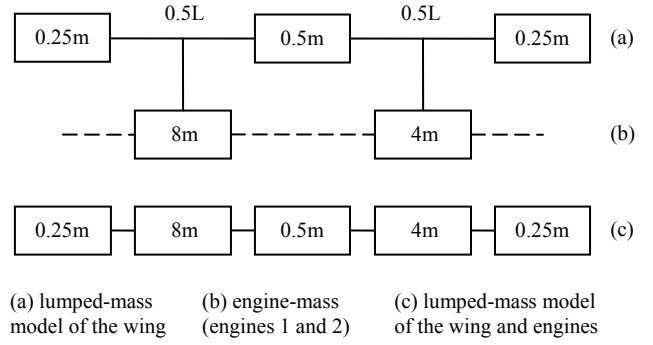 0.5L 0.5L
0.25m 0.5m 0.25m (a)
8m 4m (b)
0.25m 8m 0.5m 4m 0.25m (c)
(a) lumped-mass (b) engine-mass (c) lumped-mass model
model of the wing (engines 1 and 2) of the wing and engines